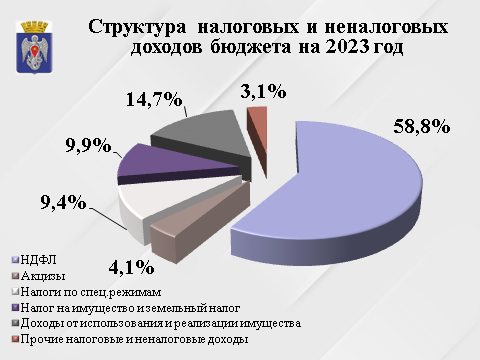 Структура налоговых и неналоговых
доходов бюджета на 2023 год
3,1%
14,7%
58,8%
9,9%
9,4%
4,1%
НДФЛ
Акцизы
Налоги по спец.режимам
Налог на имущество и земельный налог
Доходы от использования и реализации имущества
Прочие налоговые и неналоговые доходы